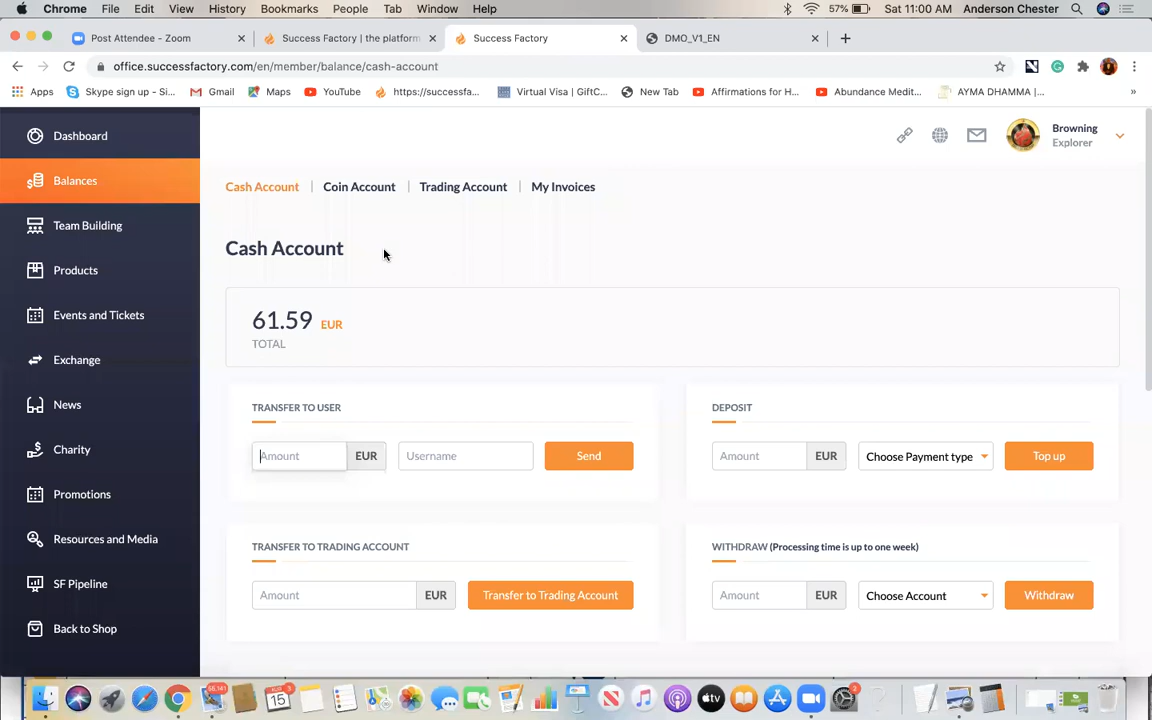 Chrome File Edit View History Bookmarks People Tab Window Help 57% Sat 11:00 AM Anderson Chester
Post Attendee - Zoom Success Factory | the platform Success Factory DMO_V1_EN
office.successfactory.com/en/member/balance/cash-account
Apps Skype sign up - Si... Gmail Maps YouTube https://successfa... Virtual Visa | GiftC... New Tab Affirmations for H... Abundance Medit... AYMA DHAMMA |... »
Dashboard
Browning
Explorer
Balances
Cash Account | Coin Account | Trading Account | My Invoices
Team Building
Cash Account
Products
Events and Tickets
61.59 EUR
TOTAL
Exchange
News
TRANSFER TO USER
DEPOSIT
Charity
Amount EUR Username Send
Amount EUR Choose Payment type Top up
Promotions
Resources and Media
TRANSFER TO TRADING ACCOUNT
WITHDRAW (Processing time is up to one week)
SF Pipeline
Amount EUR Transfer to Trading Account
Amount EUR Choose Account Withdraw
Back to Shop
15
tv